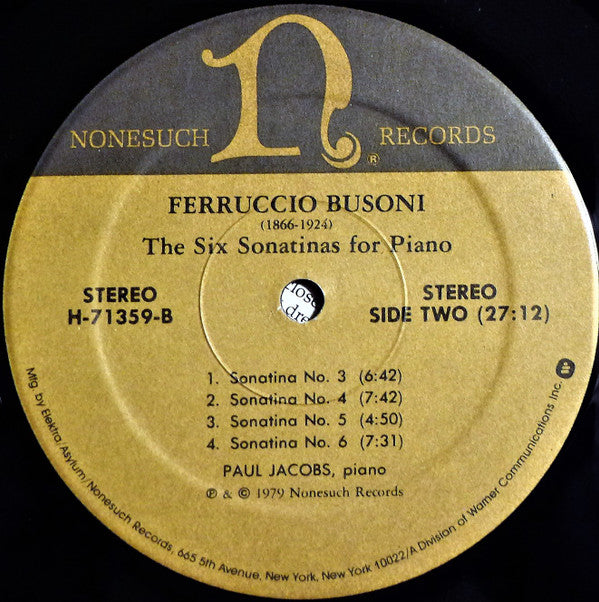 n
NONESUCH RECORDS
®
FERRUCCIO BUSONI
(1866-1924)
The Six Sonatinas for Piano
STEREO
H-71359-B
STEREO
SIDE TWO (27:12)
1. Sonatina No. 3 (6:42)
2. Sonatina No. 4 (7:42)
3. Sonatina No. 5 (4:50)
4. Sonatina No. 6 (7:31)
PAUL JACOBS, piano
℗ & © 1979 Nonesuch Records
Mfg. by Elektra/Asylum/Nonesuch Records, 665 5th Avenue, New York, New York 10022/A Division of Warner Communications Inc.